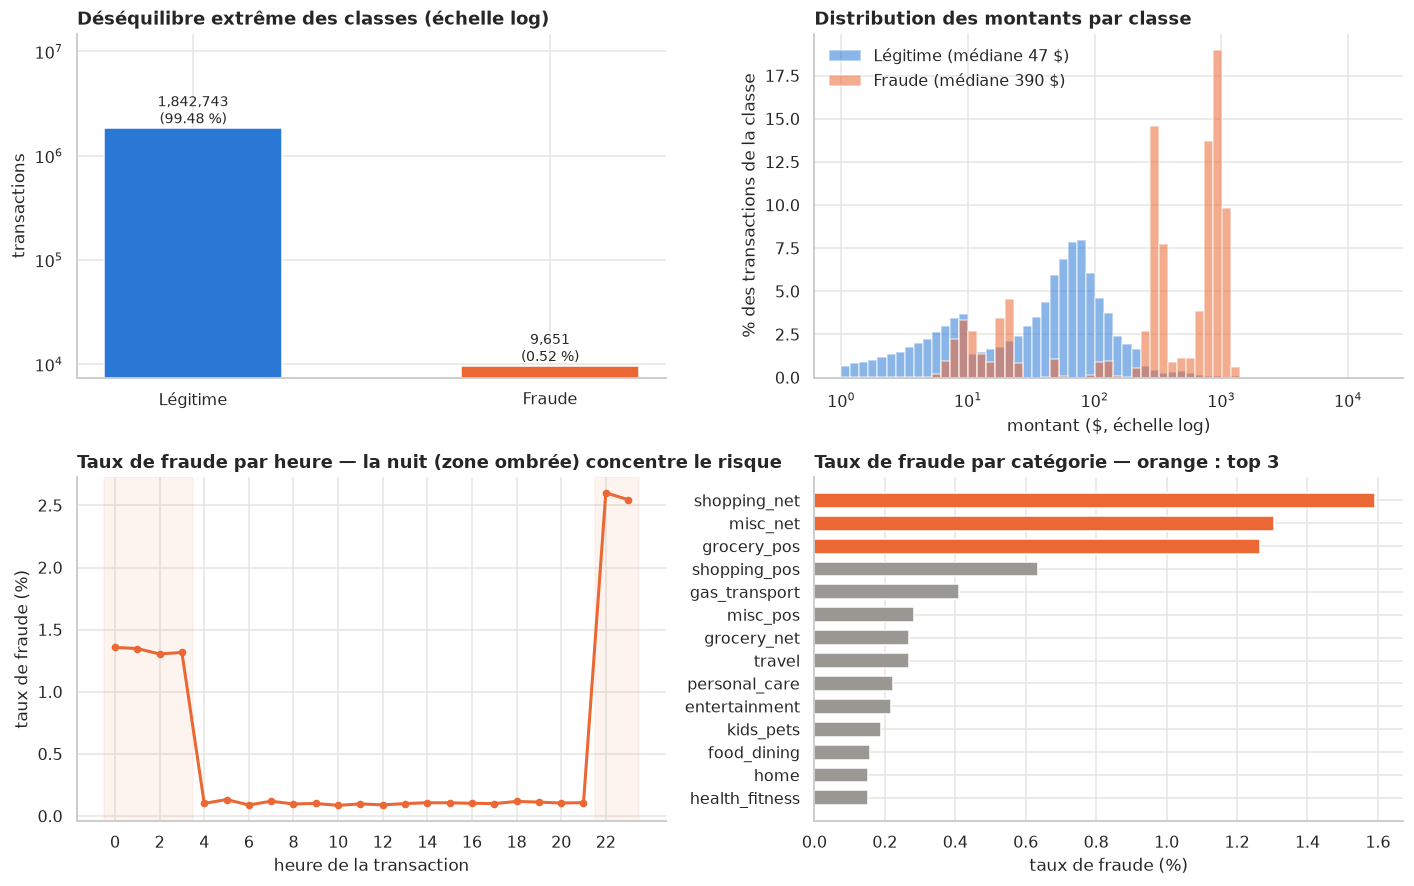 Déséquilibre extrême des classes (échelle log)
10⁷
10⁶
10⁵
10⁴
transactions
1,842,743
(99.48 %)
9,651
(0.52 %)
Légitime
Fraude
Distribution des montants par classe
Légitime (médiane 47 $)
Fraude (médiane 390 $)
% des transactions de la classe
17.5
15.0
12.5
10.0
7.5
5.0
2.5
0.0
10⁰ 10¹ 10² 10³ 10⁴
montant ($, échelle log)
Taux de fraude par heure — la nuit (zone ombrée) concentre le risque
taux de fraude (%)
2.5
2.0
1.5
1.0
0.5
0.0
0 2 4 6 8 10 12 14 16 18 20 22
heure de la transaction
Taux de fraude par catégorie — orange : top 3
shopping_net
misc_net
grocery_pos
shopping_pos
gas_transport
misc_pos
grocery_net
travel
personal_care
entertainment
kids_pets
food_dining
home
health_fitness
0.0 0.2 0.4 0.6 0.8 1.0 1.2 1.4 1.6
taux de fraude (%)